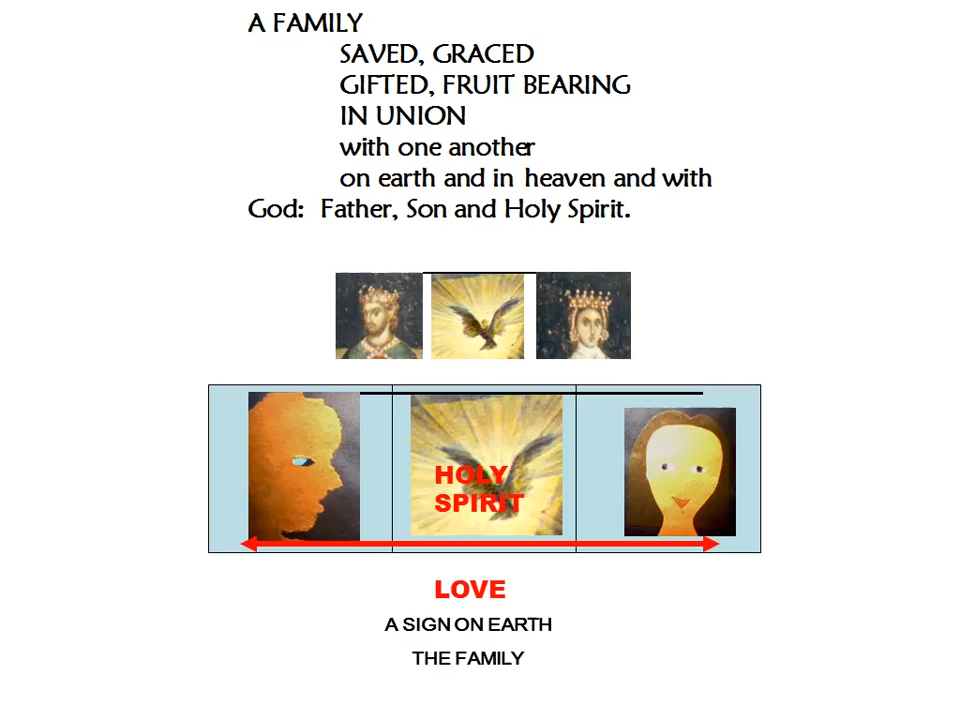 A FAMILY
SAVED, GRACED
GIFTED, FRUIT BEARING
IN UNION
with one another
on earth and in heaven and with
God: Father, Son and Holy Spirit.
HOLY
SPIRIT
LOVE
A SIGN ON EARTH
THE FAMILY